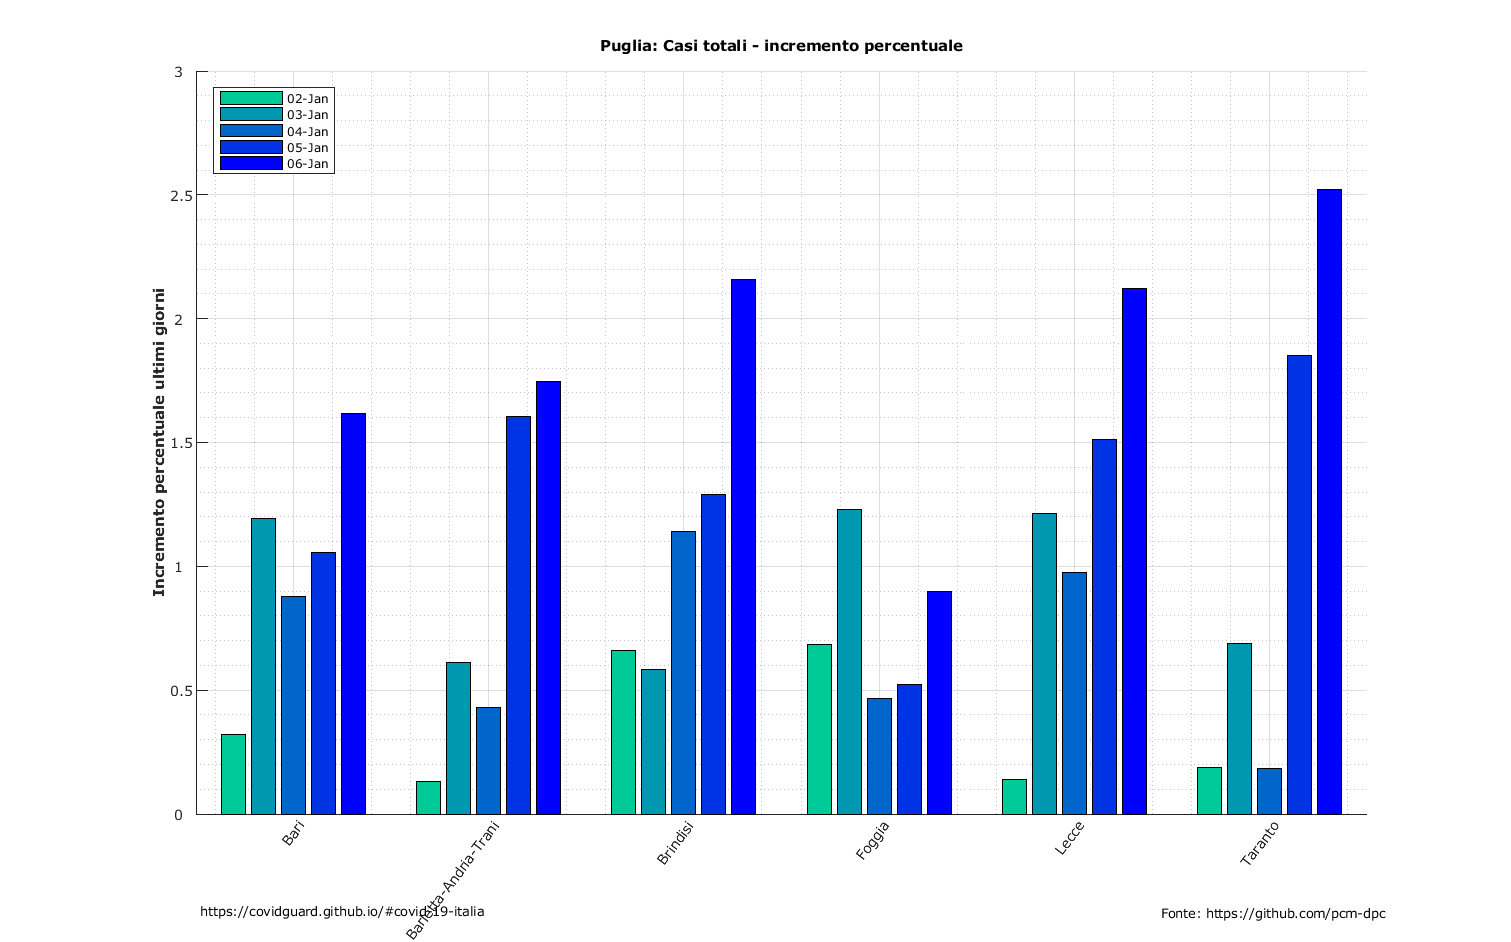 Puglia: Casi totali - incremento percentuale
3
02-Jan
03-Jan
04-Jan
05-Jan
06-Jan
2.5
2
1.5
1
0.5
0
Incremento percentuale ultimi giorni
Bari
Barletta-Andria-Trani
Brindisi
Foggia
Lecce
Taranto
https://covidguard.github.io/#covid-19-italia
Fonte: https://github.com/pcm-dpc